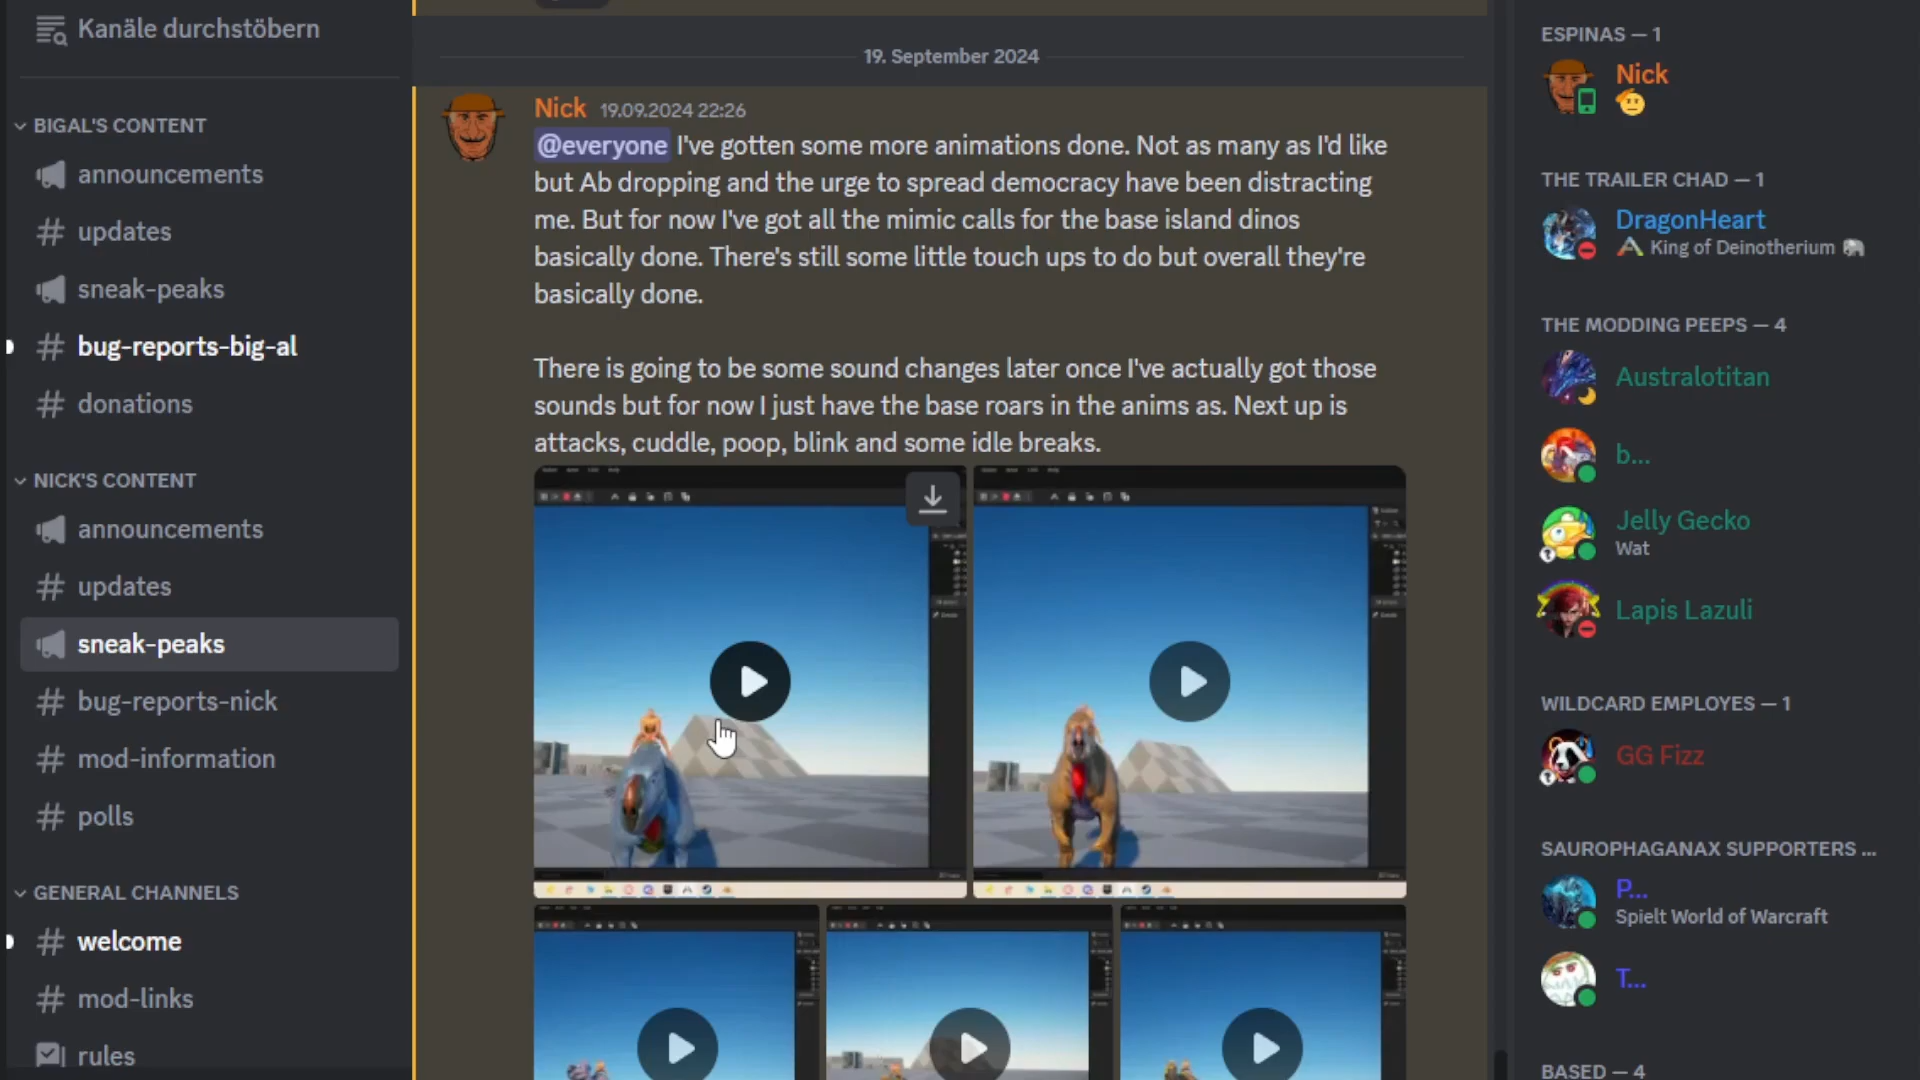 Kanäle durchstöbern
BIGAL'S CONTENT
announcements
updates
sneak-peaks
bug-reports-big-al
donations
NICK'S CONTENT
announcements
updates
sneak-peaks
bug-reports-nick
mod-information
polls
GENERAL CHANNELS
welcome
mod-links
rules
19. September 2024
Nick 19.09.2024 22:26
@everyone I've gotten some more animations done. Not as many as I'd like
but Ab dropping and the urge to spread democracy have been distracting
me. But for now I've got all the mimic calls for the base island dinos
basically done. There's still some little touch ups to do but overall they're
basically done.
There is going to be some sound changes later once I've actually got those
sounds but for now I just have the base roars in the anims as. Next up is
attacks, cuddle, poop, blink and some idle breaks.
ESPINAS — 1
Nick
THE TRAILER CHAD — 1
DragonHeart
King of Deinotherium
THE MODDING PEEPS — 4
Australotitan
b...
Jelly Gecko
Wat
Lapis Lazuli
WILDCARD EMPLOYES — 1
GG Fizz
SAUROPHAGANAX SUPPORTERS ...
P...
Spielt World of Warcraft
T...
BASED — 4